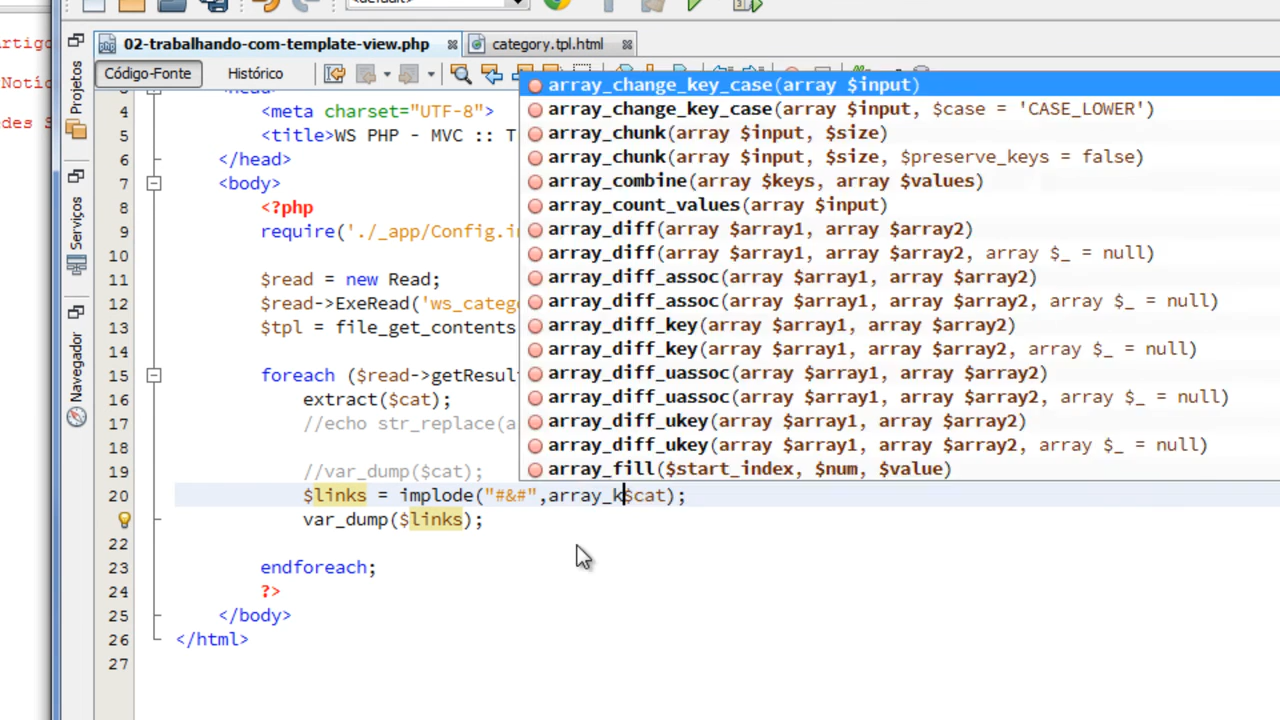 <default>
artigo
02-trabalhando-com-template-view.php
category.tpl.html
Notíc
Código-Fonte
Histórico
des S
Projetos
Serviços
Navegador
4 <meta charset="UTF-8">
5 <title>WS PHP - MVC :: T
6 </head>
7 <body>
8 <?php
9 require('./_app/Config.in
10
11 $read = new Read;
12 $read->ExeRead('ws_catego
13 $tpl = file_get_contents
14
15 foreach ($read->getResult
16 extract($cat);
17 //echo str_replace(a
18
19 //var_dump($cat);
20 $links = implode("#&#",array_k$cat);
var_dump($links);
22
23 endforeach;
24 ?>
25 </body>
26 </html>
27
array_change_key_case(array $input)
array_change_key_case(array $input, $case = 'CASE_LOWER')
array_chunk(array $input, $size)
array_chunk(array $input, $size, $preserve_keys = false)
array_combine(array $keys, array $values)
array_count_values(array $input)
array_diff(array $array1, array $array2)
array_diff(array $array1, array $array2, array $_ = null)
array_diff_assoc(array $array1, array $array2)
array_diff_assoc(array $array1, array $array2, array $_ = null)
array_diff_key(array $array1, array $array2)
array_diff_key(array $array1, array $array2, array $_ = null)
array_diff_uassoc(array $array1, array $array2)
array_diff_uassoc(array $array1, array $array2, array $_ = null)
array_diff_ukey(array $array1, array $array2)
array_diff_ukey(array $array1, array $array2, array $_ = null)
array_fill($start_index, $num, $value)